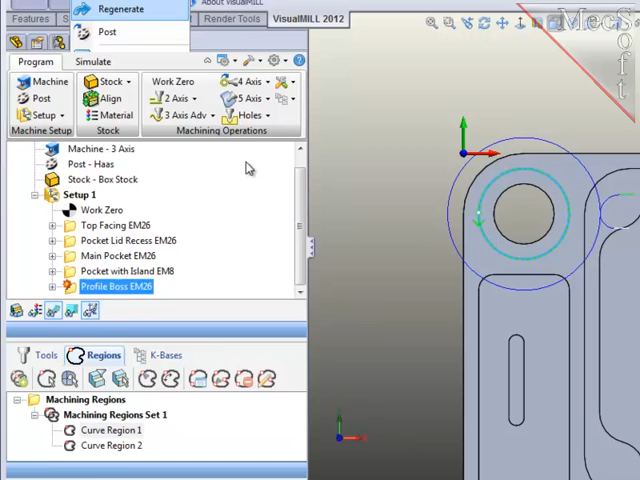 Regenerate
About VisualMILL
Post
Features
Render Tools
VisualMILL 2012
MecSoft
Program
Simulate
Machine
Stock
Work Zero
4 Axis
Post
Align
2 Axis
5 Axis
Setup
Material
3 Axis Adv
Holes
Machine Setup
Stock
Machining Operations
Machine - 3 Axis
Post - Haas
Stock - Box Stock
Setup 1
Work Zero
Top Facing EM26
Pocket Lid Recess EM26
Main Pocket EM26
Pocket with Island EM8
Profile Boss EM26
Tools
Regions
K-Bases
Machining Regions
Machining Regions Set 1
Curve Region 1
Curve Region 2